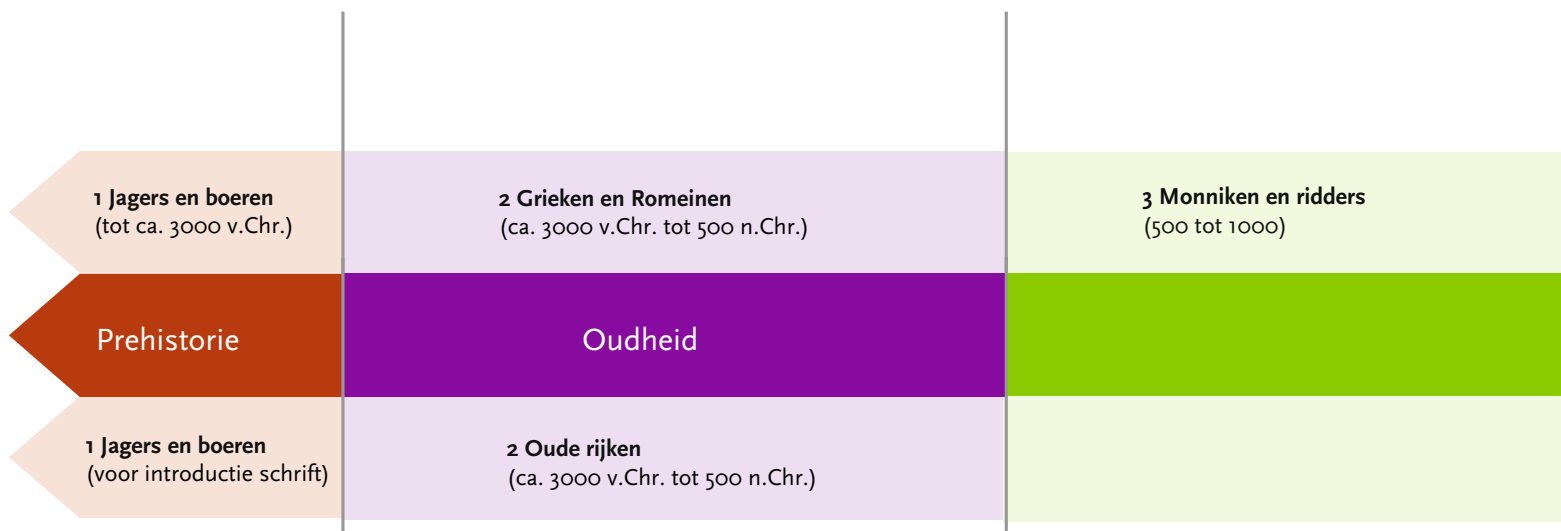 1 Jagers en boeren
(tot ca. 3000 v.Chr.)
2 Grieken en Romeinen
(ca. 3000 v.Chr. tot 500 n.Chr.)
3 Monniken en ridders
(500 tot 1000)
Prehistorie
Oudheid
1 Jagers en boeren
(voor introductie schrift)
2 Oude rijken
(ca. 3000 v.Chr. tot 500 n.Chr.)